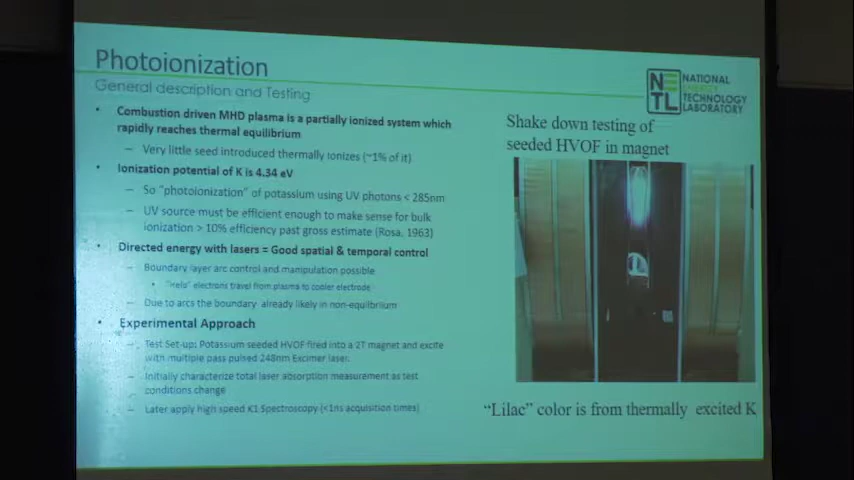 Photoionization
General description and Testing
NETL
NATIONAL
ENERGY
TECHNOLOGY
LABORATORY
• Combustion driven MHD plasma is a partially ionized system which
rapidly reaches thermal equilibrium
– Very little seed introduced thermally ionizes (~1% of it)
• Ionization potential of K is 4.34 eV
– So "photoionization" of potassium using UV photons < 285nm
– UV source must be efficient enough to make sense for bulk
ionization > 10% efficiency past gross estimate (Rosa, 1963)
• Directed energy with lasers = Good spatial & temporal control
– Boundary layer arc control and manipulation possible
• "Help" electrons travel from plasma to cooler electrode
– Due to arcs the boundary already likely in non-equilibrium
• Experimental Approach
– Test Set-up: Potassium seeded HVOF fired into a 2T magnet and excite
with multiple pass pulsed 248nm Excimer laser.
– Initially characterize total laser absorption measurement as test
conditions change
– Later apply high speed K1 Spectroscopy (<1ns acquisition times)
Shake down testing of
seeded HVOF in magnet
"Lilac" color is from thermally excited K